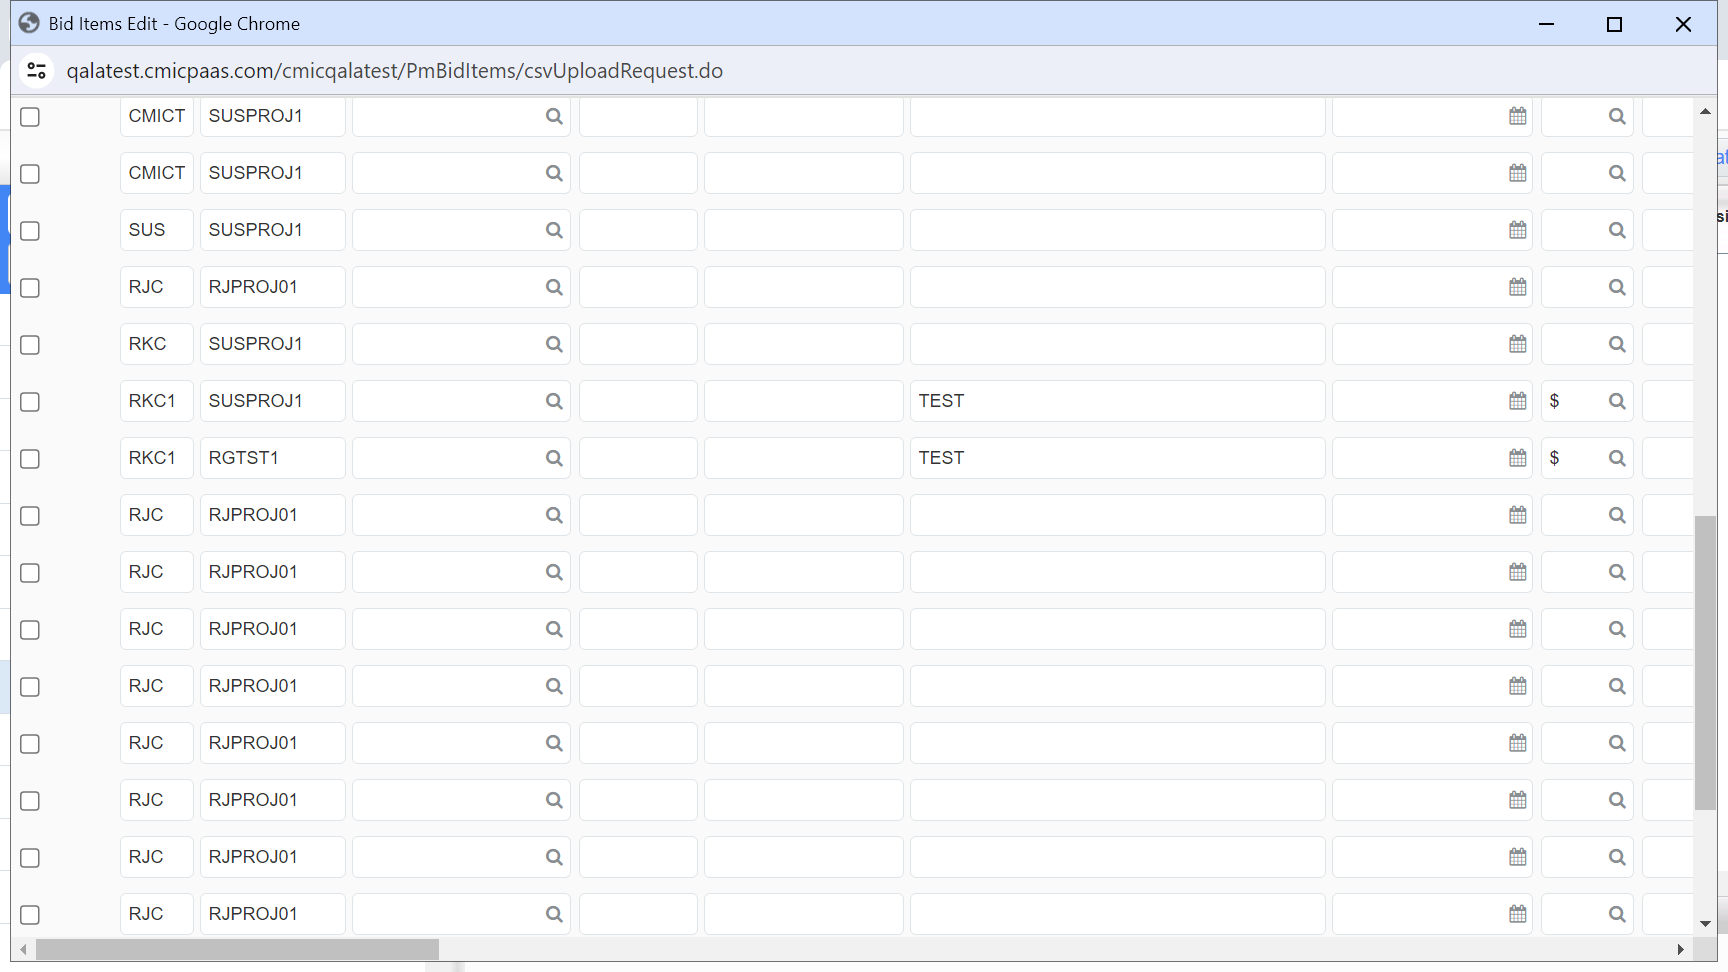 Bid Items Edit - Google Chrome
qalatest.cmicpaas.com/cmicqalatest/PmBidItems/csvUploadRequest.do
CMICT SUSPROJ1
CMICT SUSPROJ1
SUS SUSPROJ1
RJC RJPROJ01
RKC SUSPROJ1
RKC1 SUSPROJ1 TEST $
RKC1 RGTST1 TEST $
RJC RJPROJ01
RJC RJPROJ01
RJC RJPROJ01
RJC RJPROJ01
RJC RJPROJ01
RJC RJPROJ01
RJC RJPROJ01
RJC RJPROJ01